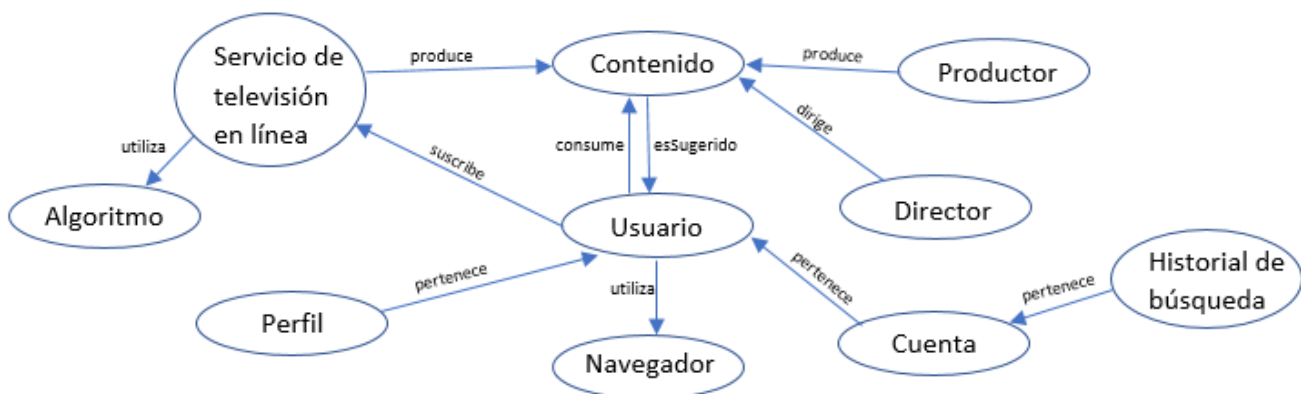 Servicio de
televisión
en línea
produce
Contenido
produce
Productor
utiliza
suscribe
consume
esSugerido
dirige
Algoritmo
Usuario
Director
pertenece
utiliza
pertenece
pertenece
Historial de
búsqueda
Perfil
Navegador
Cuenta